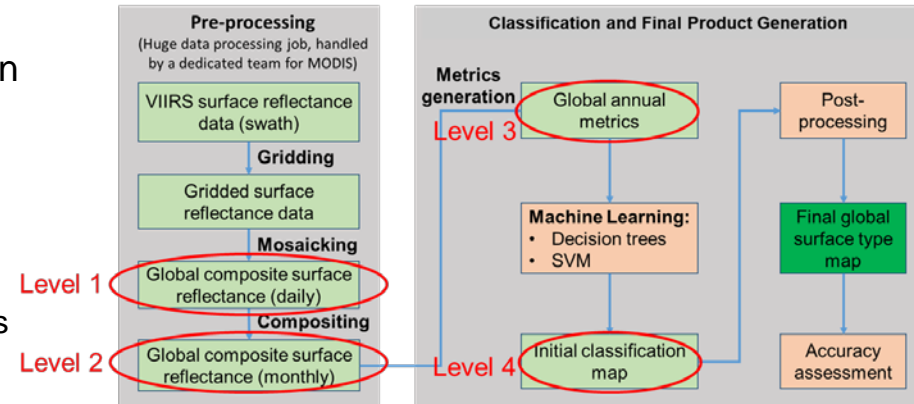 n
s
Pre-processing
(Huge data processing job, handled
by a dedicated team for MODIS)
VIIRS surface reflectance
data (swath)
Gridding
Gridded surface
reflectance data
Mosaicking
Level 1
Global composite surface
reflectance (daily)
Compositing
Level 2
Global composite surface
reflectance (monthly)
Classification and Final Product Generation
Metrics
generation
Level 3
Global annual
metrics
Machine Learning:
• Decision trees
• SVM
Level 4
Initial classification
map
Post-
processing
Final global
surface type
map
Accuracy
assessment